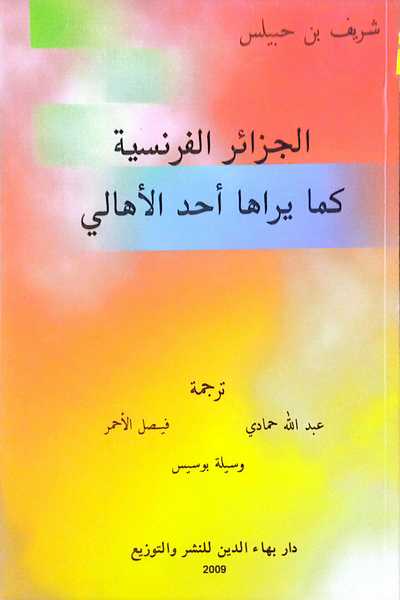 شريف بن حبيلس
الجزائر الفرنسية
كما يراها أحد الأهالي
ترجمة
عبد الله حمادي فيصل الأحمر
وسيلة بوسيس
دار بهاء الدين للنشر والتوزيع
2009